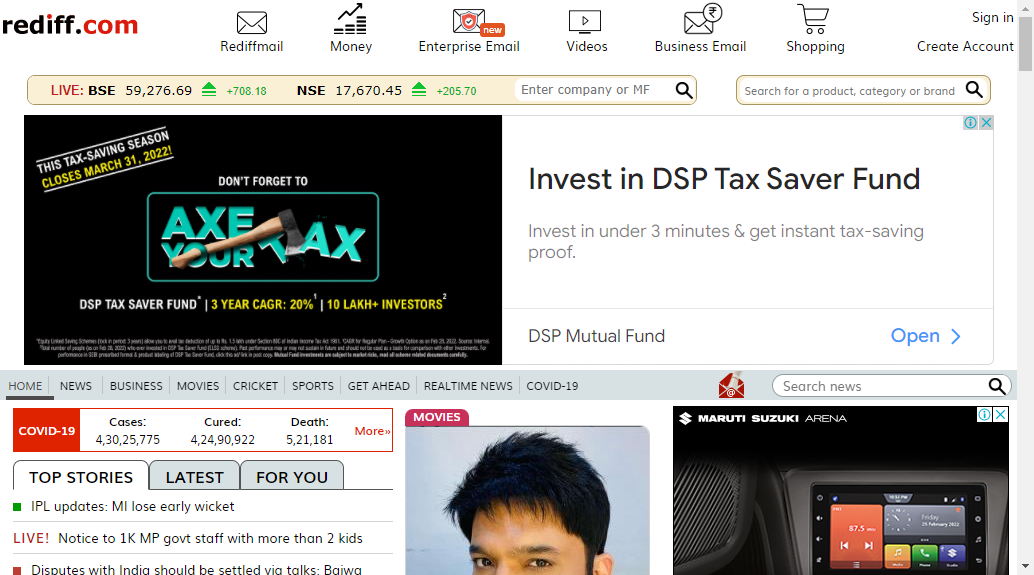 rediff.com
Rediffmail
Money
new
Enterprise Email
Videos
Business Email
Shopping
Sign in
Create Account
LIVE: BSE 59,276.69 +708.18 NSE 17,670.45 +205.70
Enter company or MF
Search for a product, category or brand
THIS TAX-SAVING SEASON
CLOSES MARCH 31, 2022!
DON'T FORGET TO
AXE
YOUR TAX
DSP TAX SAVER FUND* | 3 YEAR CAGR: 20%1 | 10 LAKH+ INVESTORS2
Invest in DSP Tax Saver Fund
Invest in under 3 minutes & get instant tax-saving
proof.
DSP Mutual Fund
Open
HOME NEWS BUSINESS MOVIES CRICKET SPORTS GET AHEAD REALTIME NEWS COVID-19
Search news
COVID-19
Cases: Cured: Death:
4,30,25,775 4,24,90,922 5,21,181
More»
TOP STORIES LATEST FOR YOU
IPL updates: MI lose early wicket
LIVE! Notice to 1K MP govt staff with more than 2 kids
Disputes with India should be settled via talks: Bajwa
MOVIES
MARUTI SUZUKI ARENA
87.5
Friday
25 February 2022